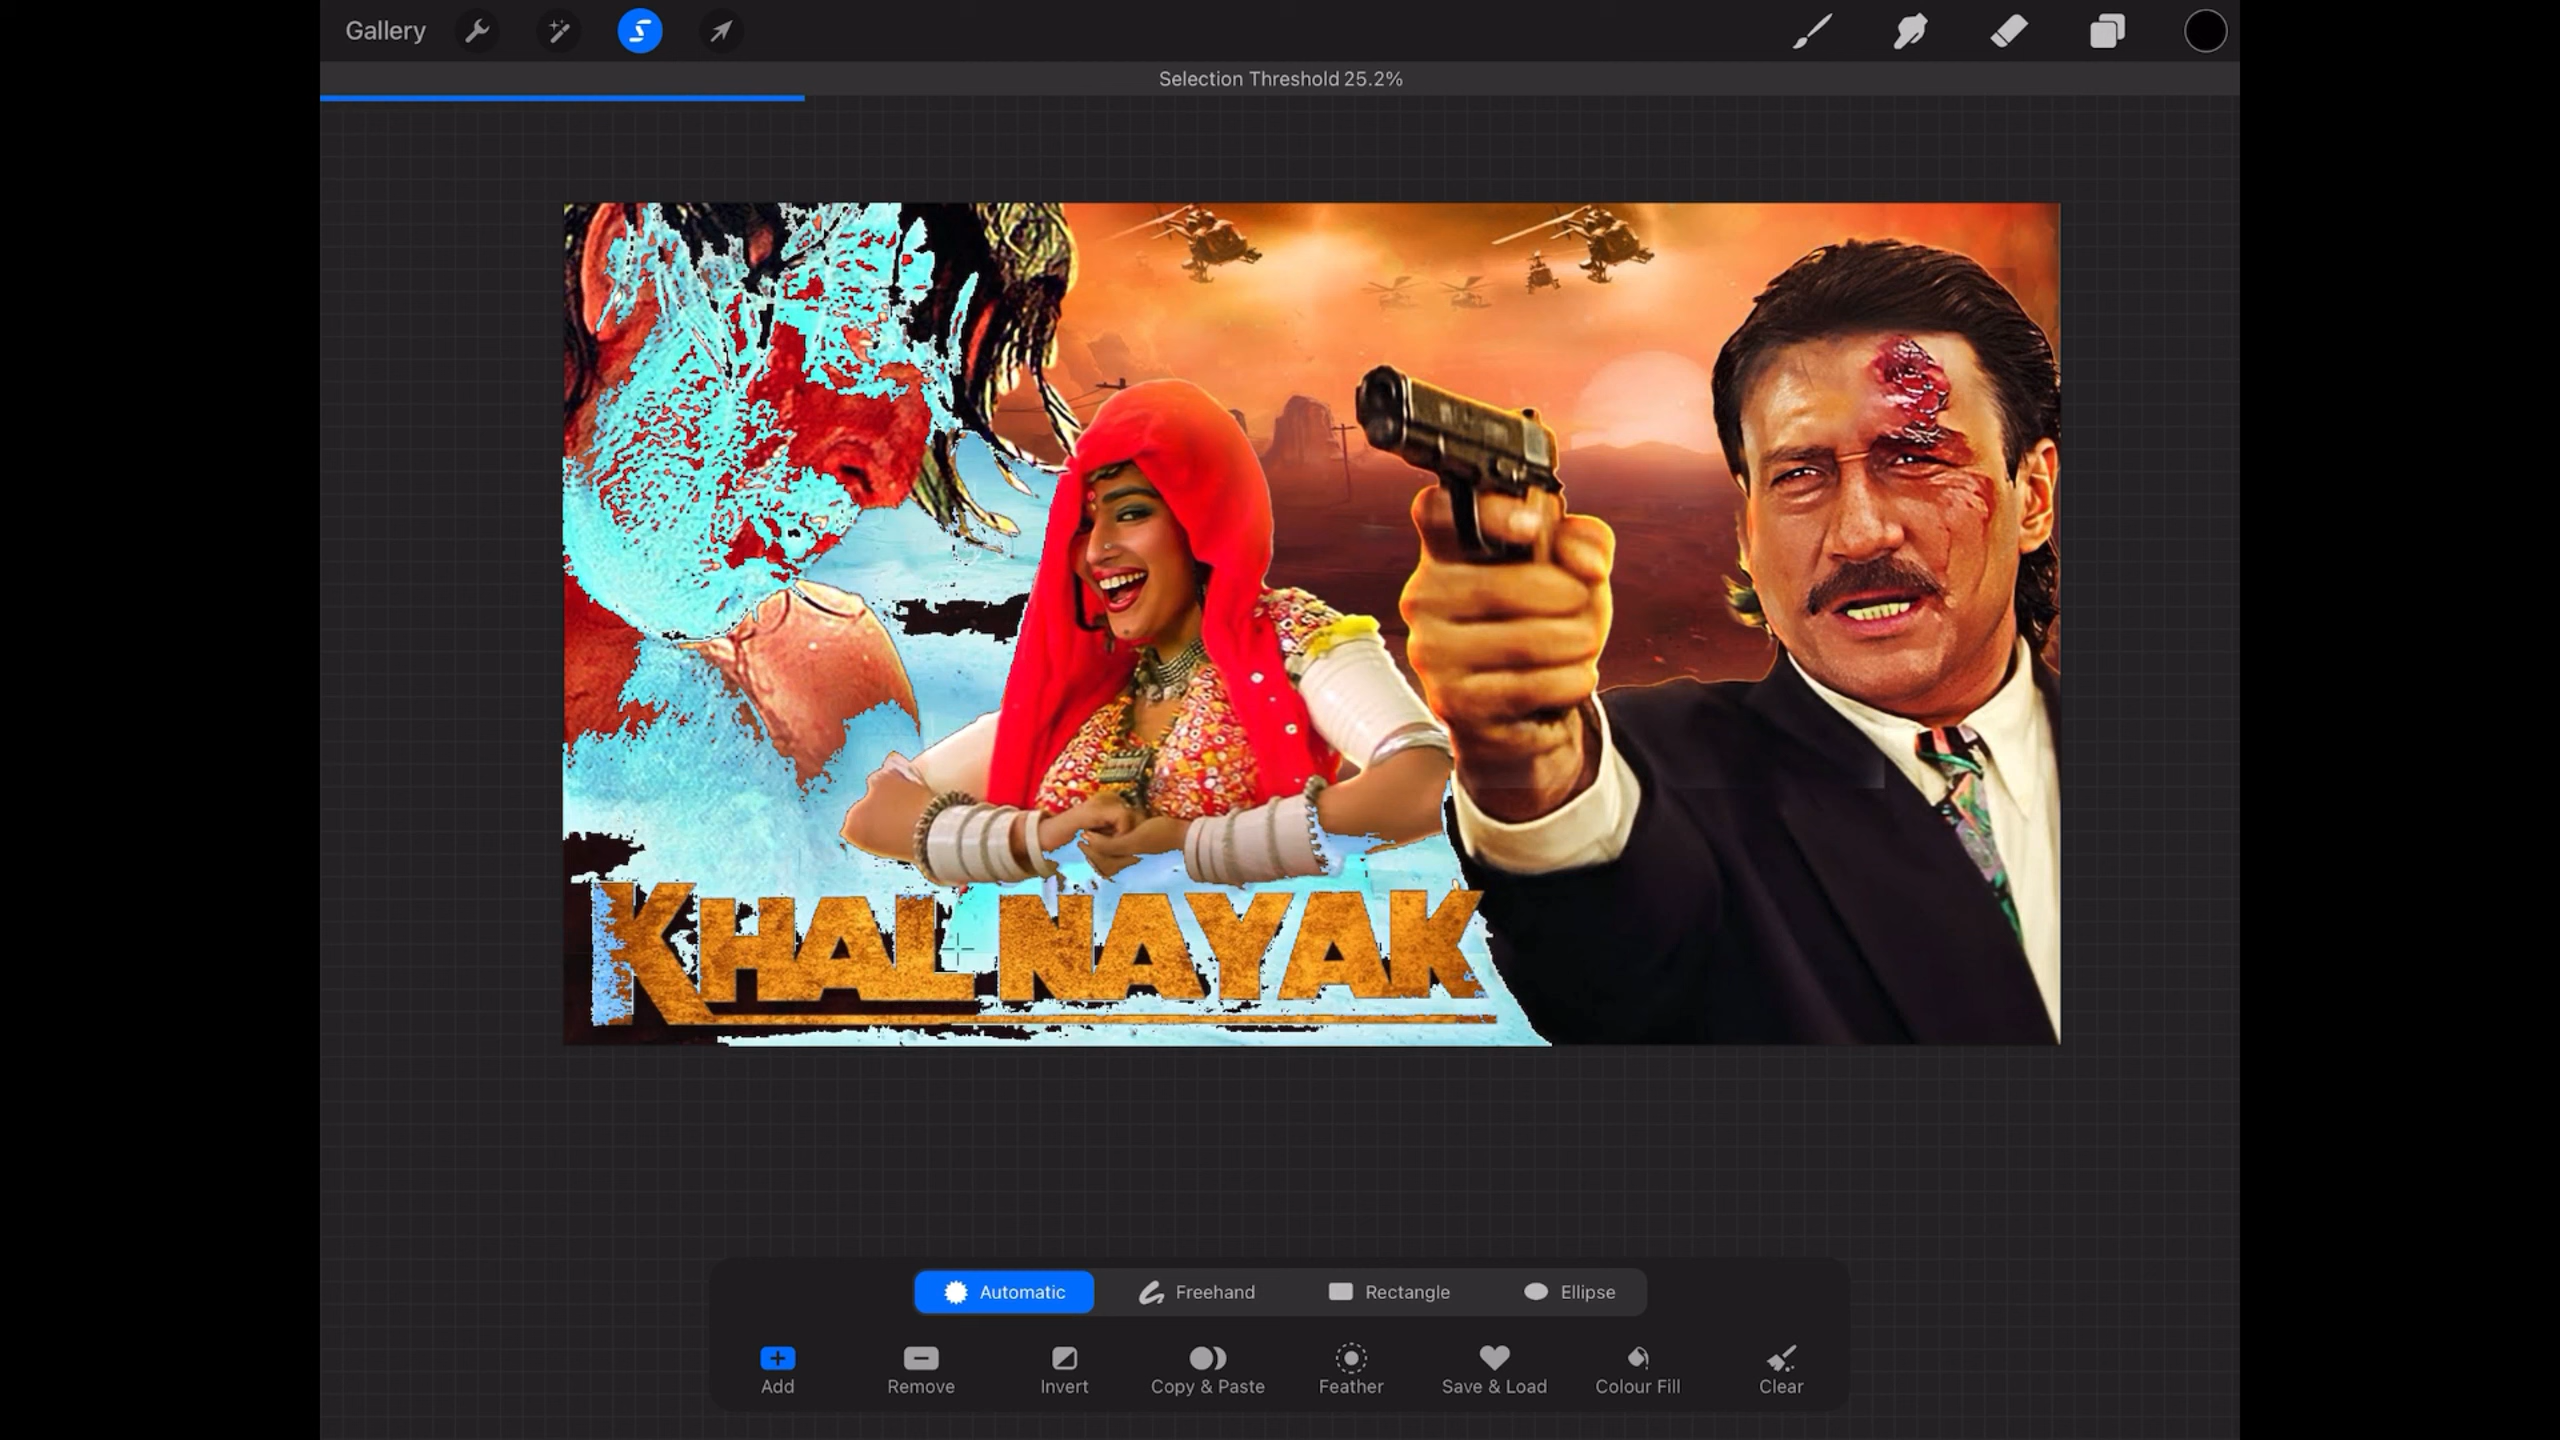 Gallery
Selection Threshold 25.2%
KHAL NAYAK
Automatic Freehand Rectangle Ellipse
Add Remove Invert Copy & Paste Feather Save & Load Colour Fill Clear